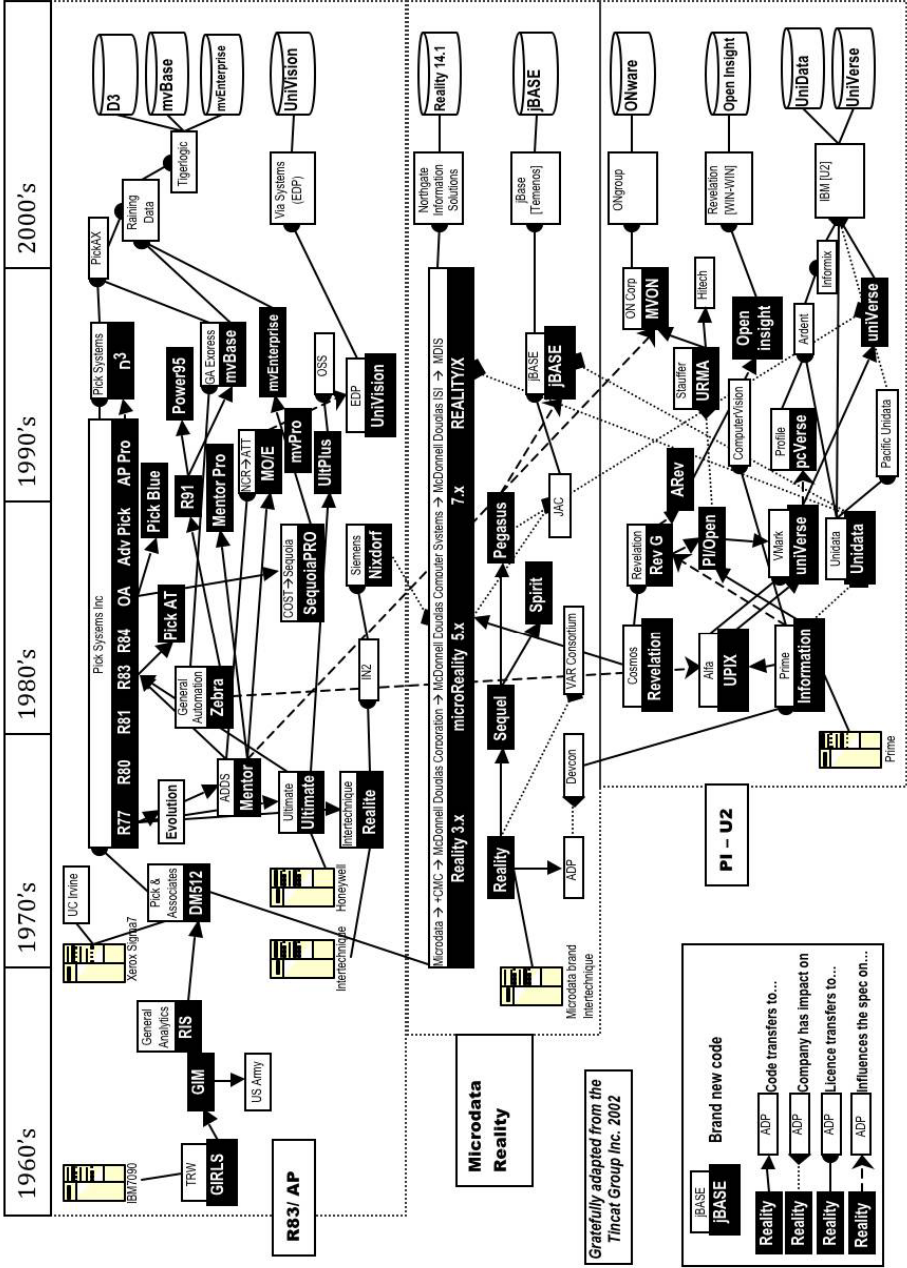 1960's
1970's
1980's
1990's
2000's
IBM7090
TRW
GIRLS
GIM
US Army
General
Analytics
RIS
Xerox Sigma7
UC Irvine
Pick &
Associates
DM512
Pick Systems Inc
R77 R80 R81 R83 R84 OA Adv Pick AP Pro
Evolution
ADDS
Mentor
Ultimate
Ultimate
Honeywell
Intertechnique
Intertechnique
Realite
General
Automation
Zebra
Pick AT
Pick Blue
IN2
Siemens
Nixdorf
COST→Sequoia
SequoiaPRO
R91
Mentor Pro
NCR→ATT
MO/E
mvPro
UltPlus
Power95
GA Express
mvBase
mvEnterprise
OSS
EDP
UniVision
Pick Systems
n³
PickAX
Raining
Data
Tigerlogic
Via Systems
(EDP)
D3
mvBase
mvEnterprise
UniVision
R83/ AP
Microdata → +CMC → McDonnell Douglas Corporation → McDonnell Douglas Computer Systems → McDonnell Douglas ISI → MDIS
Reality 3.x microReality 5.x 7.x REALITY/X
Northgate
Information
Solutions
Reality 14.1
Microdata brand
Intertechnique
Reality
ADP
Sequel
Spirit
Pegasus
Devcon
VAR Consortium
JAC
jBASE
jBASE
jBase
[Temenos]
jBASE
Microdata
Reality
Prime
Cosmos
Revelation
Alfa
UPIX
Prime
Information
Revelation
Rev G
ARev
PI/Open
VMark
uniVerse
Unidata
Unidata
Stauffer
URMA
Hitech
ON Corp
MVON
ComputerVision
Open
insight
Profile
pcVerse
Ardent
Informix
uniVerse
Pacific Unidata
ONgroup
Revelation
[WIN-WIN]
IBM [U2]
ONware
Open Insight
UniData
UniVerse
PI – U2
Gratefully adapted from the
Tincat Group Inc. 2002
jBASE
jBASE
Brand new code
Reality
ADP
Code transfers to...
Reality
ADP
Company has impact on
Reality
ADP
Licence transfers to...
Reality
ADP
Influences the spec on...